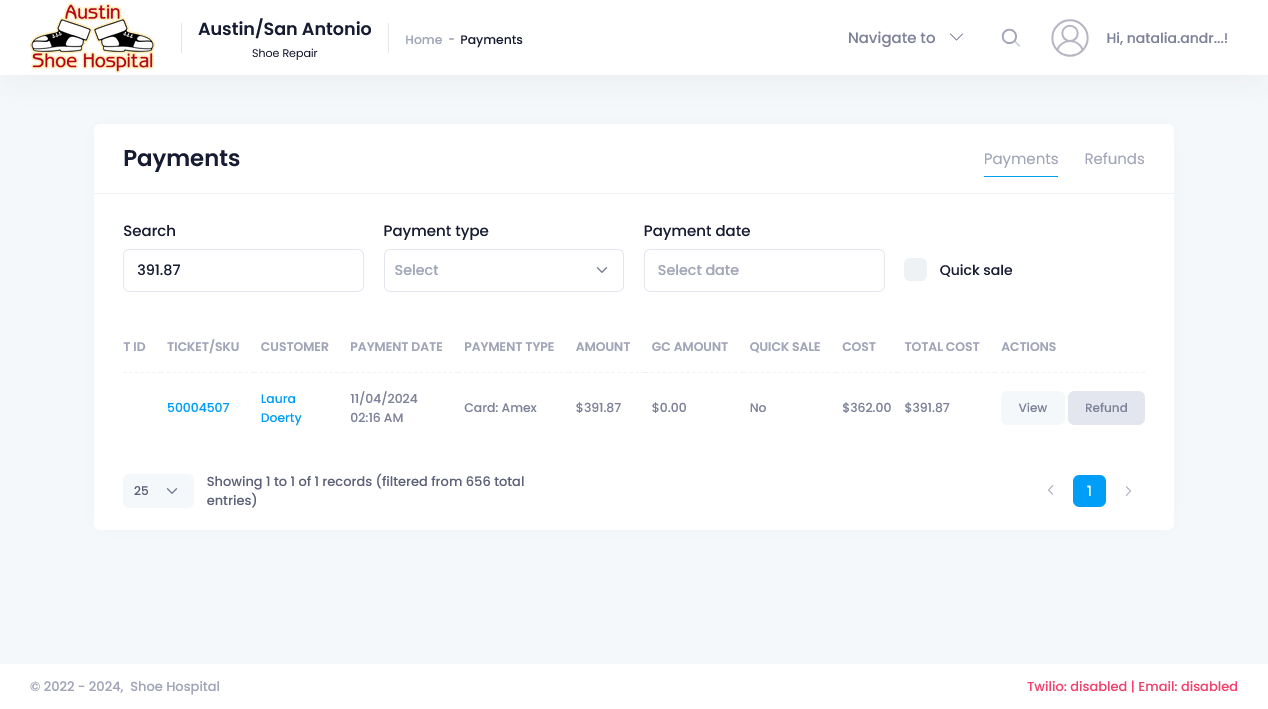 Austin
Shoe Hospital
Austin/San Antonio
Shoe Repair
Home - Payments
Navigate to
Hi, natalia.andr...!
Payments
Payments
Refunds
Search
Payment type
Payment date
391.87
Select
Select date
Quick sale
T ID TICKET/SKU CUSTOMER PAYMENT DATE PAYMENT TYPE AMOUNT GC AMOUNT QUICK SALE COST TOTAL COST ACTIONS
50004507
Laura
Doerty
11/04/2024
02:16 AM
Card: Amex
$391.87
$0.00
No
$362.00
$391.87
View
Refund
25
Showing 1 to 1 of 1 records (filtered from 656 total
entries)
1
© 2022 - 2024, Shoe Hospital
Twilio: disabled | Email: disabled